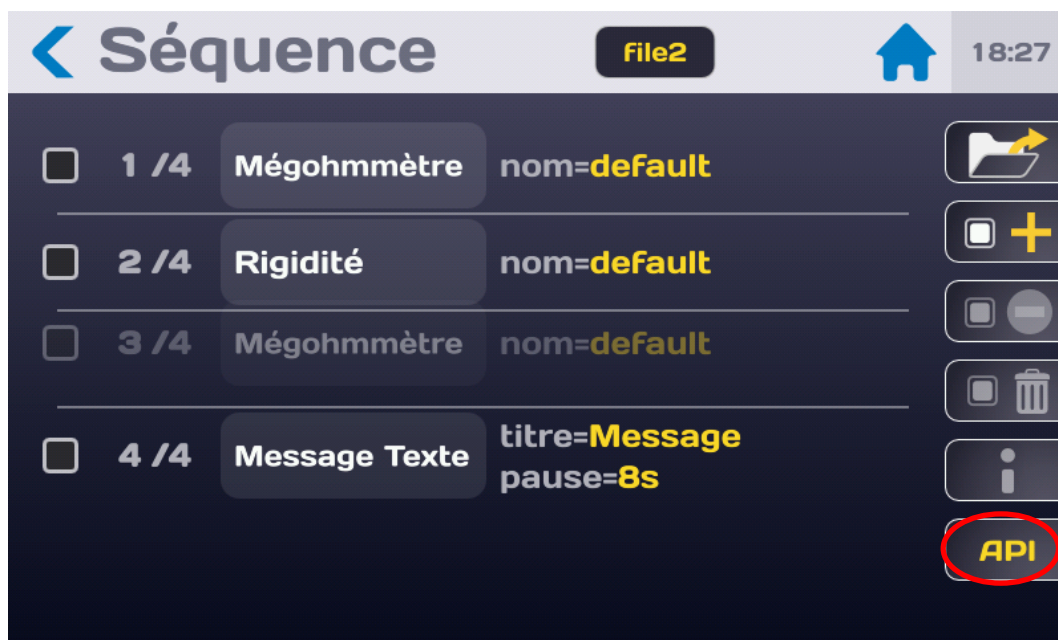 Séquence file2 18:27
1 /4 Mégohmmètre nom=default
2 /4 Rigidité nom=default
3 /4 Mégohmmètre nom=default
4 /4 Message Texte titre=Message
pause=8s
API